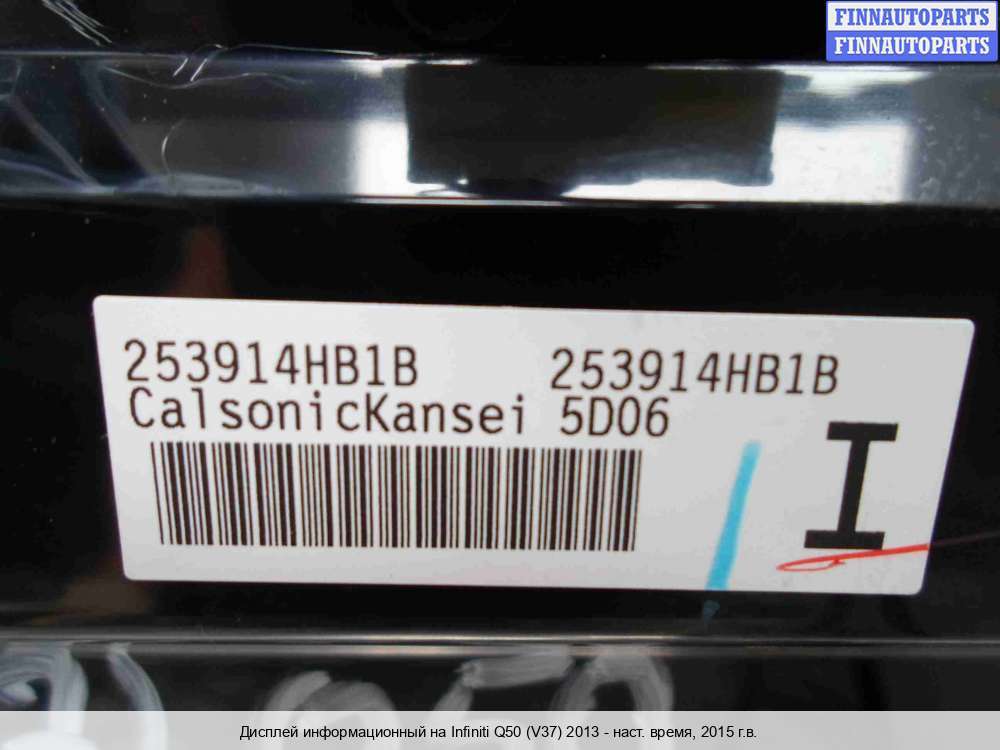 FINNAUTOPARTS
FINNAUTOPARTS
253914HB1B 253914HB1B
CalsonicKansei 5D06
I
Дисплей информационный на Infiniti Q50 (V37) 2013 - наст. время, 2015 г.в.